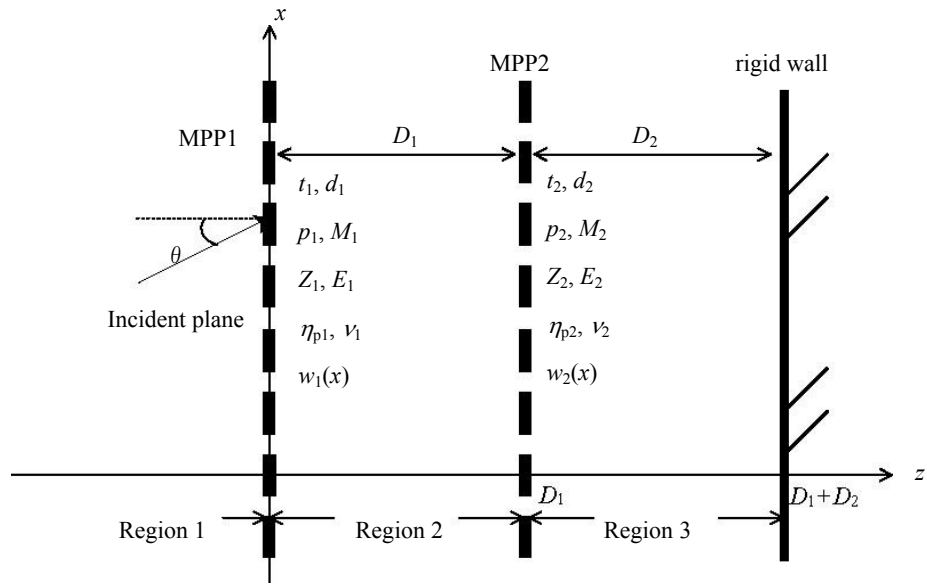 x
MPP2
rigid wall
MPP1
D₁
D₂
t₁, d₁
t₂, d₂
p₁, M₁
p₂, M₂
θ
Z₁, E₁
Z₂, E₂
Incident plane
ηₚ₁, ν₁
ηₚ₂, ν₂
w₁(x)
w₂(x)
z
D₁
D₁+D₂
Region 1
Region 2
Region 3